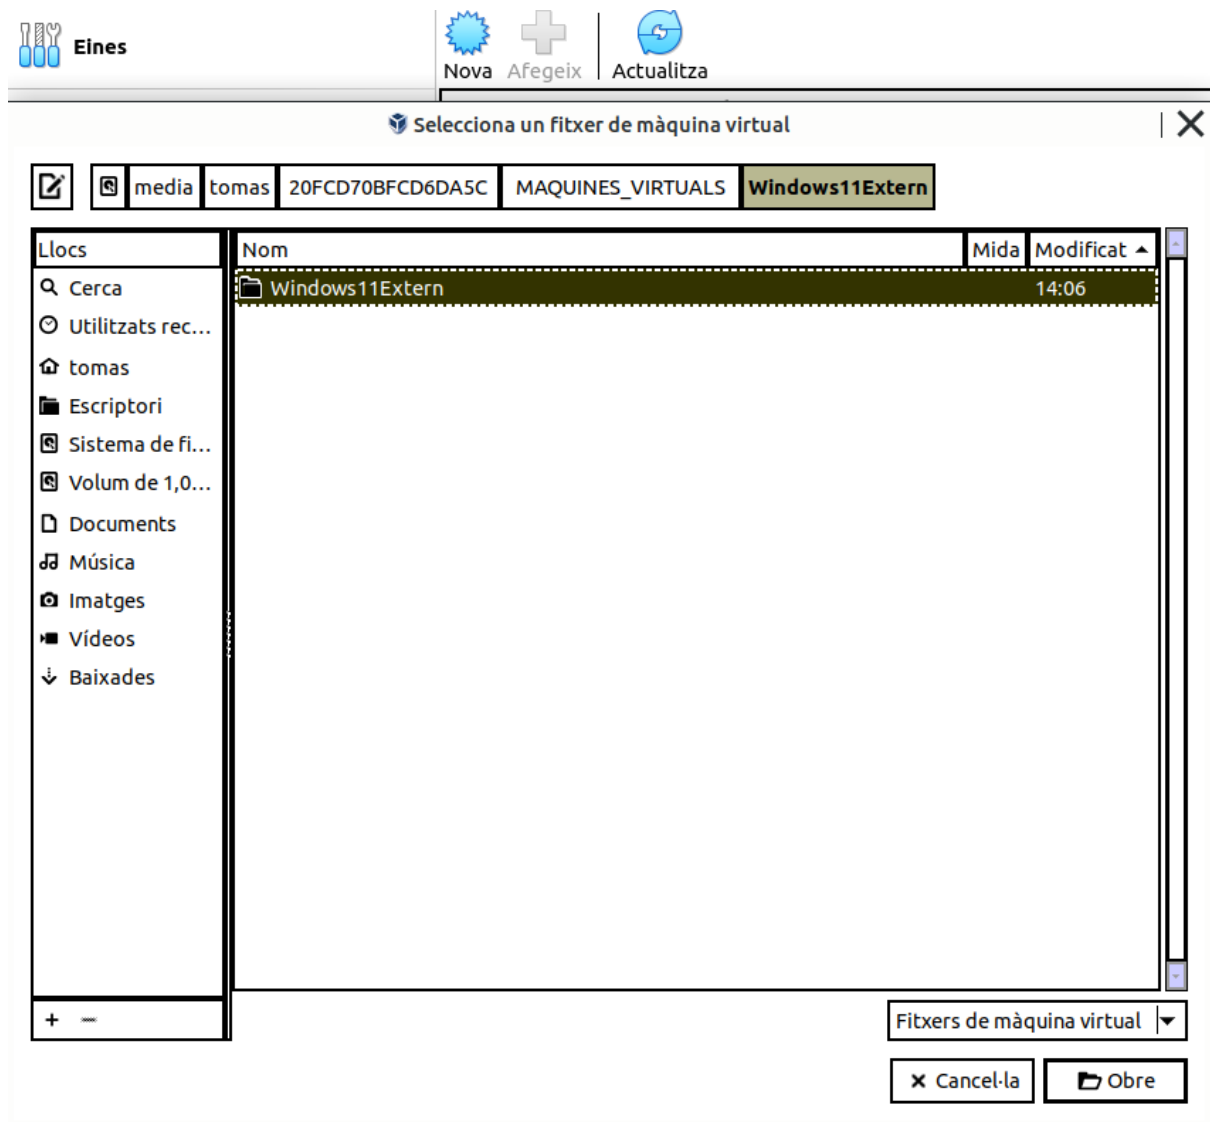 Eines
Nova Afegeix Actualitza
Selecciona un fitxer de màquina virtual
media tomas 20FCD70BFCD6DA5C MAQUINES_VIRTUALS Windows11Extern
Llocs Nom Mida Modificat
Cerca Windows11Extern 14:06
Utilitzats rec...
tomas
Escriptori
Sistema de fi...
Volum de 1,0...
Documents
Música
Imatges
Vídeos
Baixades
Fitxers de màquina virtual
Cancel·la Obre